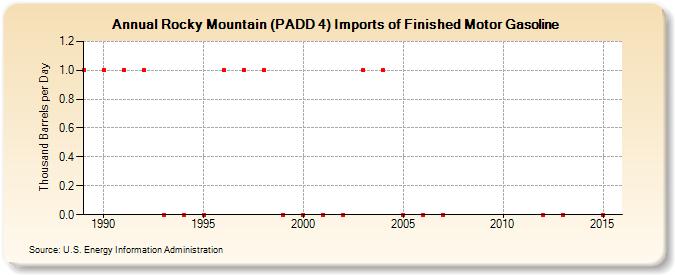 Annual Rocky Mountain (PADD 4) Imports of Finished Motor Gasoline
Thousand Barrels per Day
1.2
1.0
0.8
0.6
0.4
0.2
0.0
1990 1995 2000 2005 2010 2015
Source: U.S. Energy Information Administration